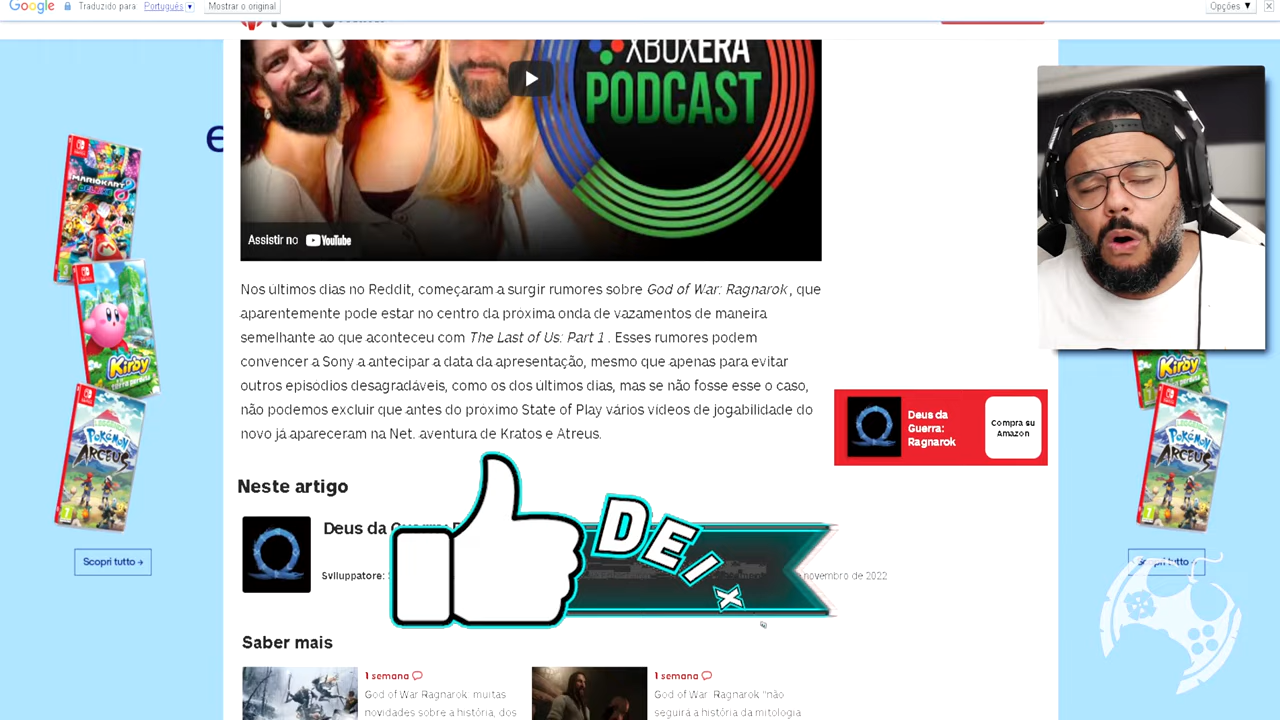 Google Traduzido para: Português Mostrar o original Opções
XBOXERA
PODCAST
Assistir no YouTube
MARIOKART
Kirby
POKÉMON
ARCEUS
Scopri tutto →
Nos últimos dias no Reddit, começaram a surgir rumores sobre God of War: Ragnarok , que
aparentemente pode estar no centro da próxima onda de vazamentos de maneira
semelhante ao que aconteceu com The Last of Us: Part 1 . Esses rumores podem
convencer a Sony a antecipar a data da apresentação, mesmo que apenas para evitar
outros episódios desagradáveis, como os dos últimos dias, mas se não fosse esse o caso,
não podemos excluir que antes do próximo State of Play vários vídeos de jogabilidade do
novo já apareceram na Net. aventura de Kratos e Atreus.
Deus da
Guerra:
Ragnarok
Compra su
Amazon
Kirby
POKÉMON
ARCEUS
Scopri tutto →
Neste artigo
Deus da
Sviluppatore:
novembro de 2022
DEIX
Saber mais
1 semana
God of War Ragnarok: muitas
novidades sobre a história, dos
1 semana
God of War Ragnarok "não
seguirá a história da mitologia